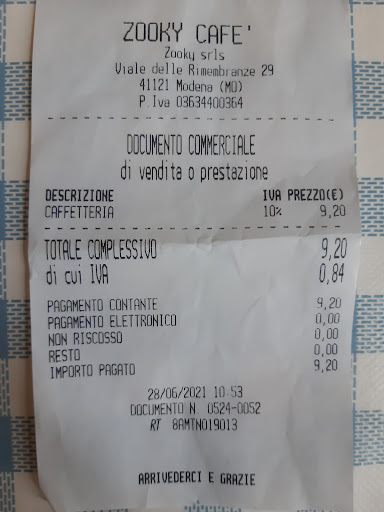 ZOOKY CAFE'
Zooky srls
Viale delle Rimembranze 29
41121 Modena (MO)
P.Iva 03634400364
DOCUMENTO COMMERCIALE
di vendita o prestazione
DESCRIZIONE IVA PREZZO(€)
CAFFETTERIA 10% 9,20
TOTALE COMPLESSIVO 9,20
di cui IVA 0,84
PAGAMENTO CONTANTE 9,20
PAGAMENTO ELETTRONICO 0,00
NON RISCOSSO 0,00
RESTO 0,00
IMPORTO PAGATO 9,20
28/06/2021 10:53
DOCUMENTO N. 0524-0052
RT 8AMTN019013
ARRIVEDERCI E GRAZIE